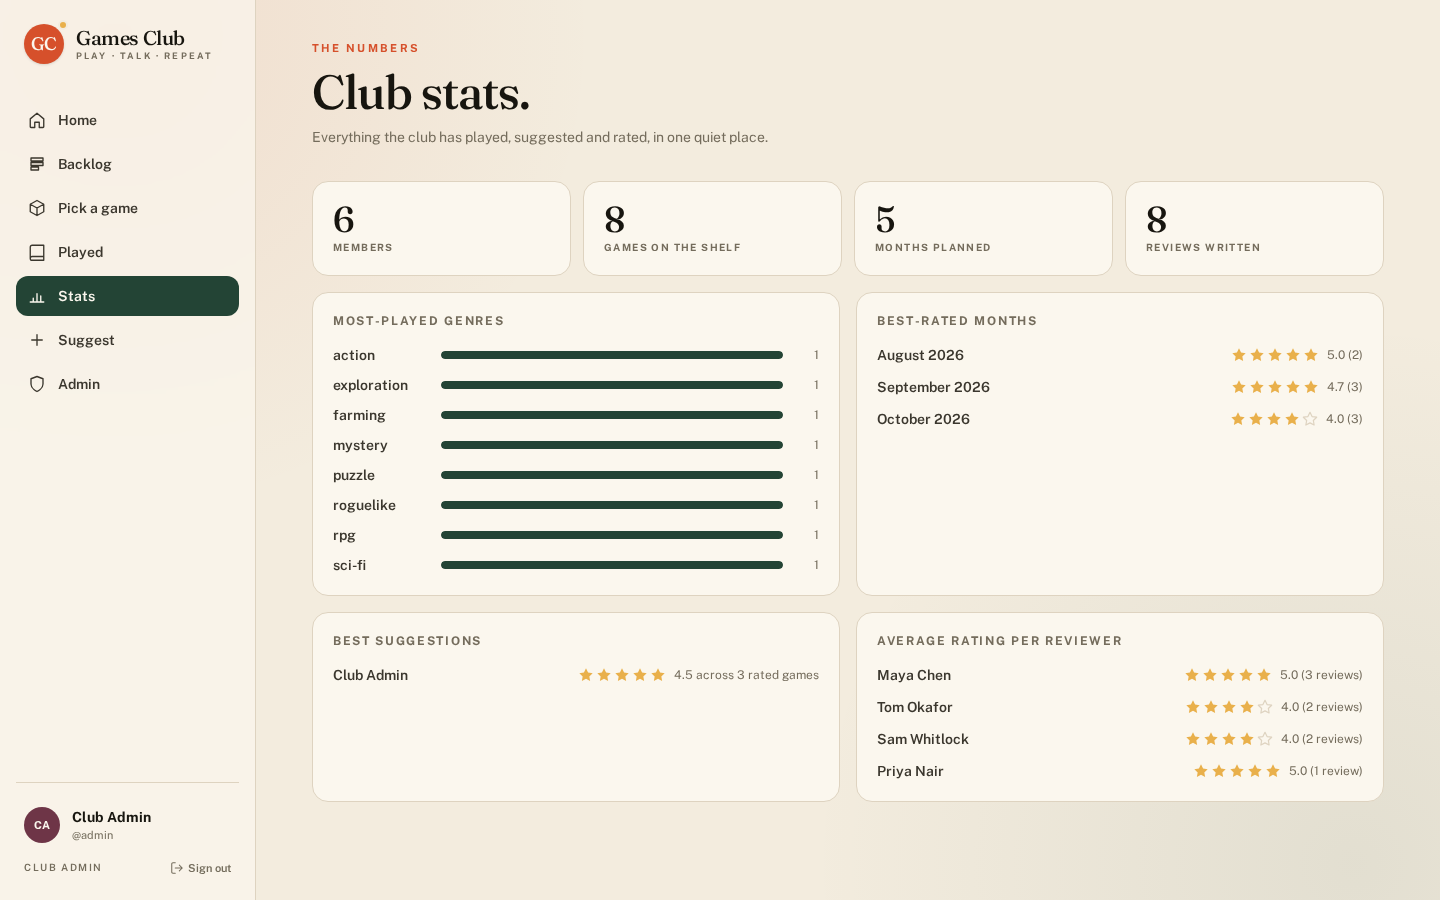 GC
Games Club
PLAY · TALK · REPEAT
Home
Backlog
Pick a game
Played
Stats
Suggest
Admin
CA
Club Admin
@admin
CLUB ADMIN
Sign out
THE NUMBERS
Club stats.
Everything the club has played, suggested and rated, in one quiet place.
6
MEMBERS
8
GAMES ON THE SHELF
5
MONTHS PLANNED
8
REVIEWS WRITTEN
MOST-PLAYED GENRES
action 1
exploration 1
farming 1
mystery 1
puzzle 1
roguelike 1
rpg 1
sci-fi 1
BEST-RATED MONTHS
August 2026 5.0 (2)
September 2026 4.7 (3)
October 2026 4.0 (3)
BEST SUGGESTIONS
Club Admin 4.5 across 3 rated games
AVERAGE RATING PER REVIEWER
Maya Chen 5.0 (3 reviews)
Tom Okafor 4.0 (2 reviews)
Sam Whitlock 4.0 (2 reviews)
Priya Nair 5.0 (1 review)